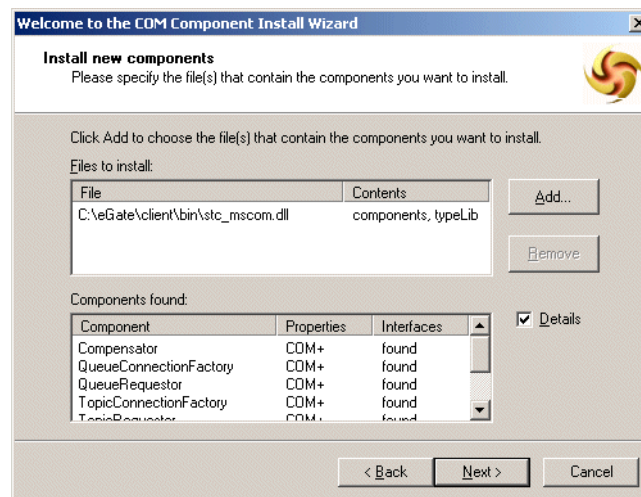 Welcome to the COM Component Install Wizard
Install new components
Please specify the file(s) that contain the components you want to install.
Click Add to choose the file(s) that contain the components you want to install.
Files to install:
File Contents
C:\eGate\client\bin\stc_mscom.dll components, typeLib
Add...
Remove
Components found:
Component Properties Interfaces
Details
Compensator COM+ found
QueueConnectionFactory COM+ found
QueueRequestor COM+ found
TopicConnectionFactory COM+ found
TopicRequestor COM+ found
< Back Next > Cancel